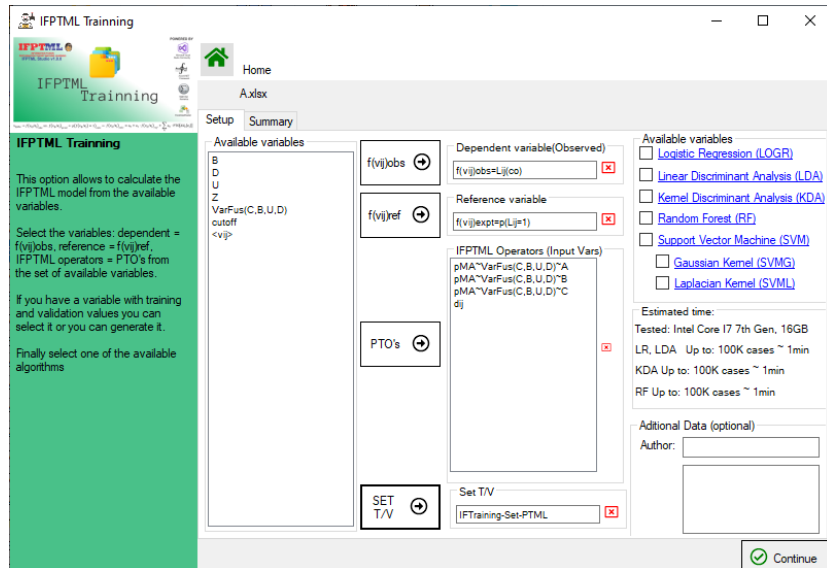 IFPTML Trainning
IFPTML
POWERED BY
IFPTML
Trainning
Home
A.xlsx
Setup
Summary
IFPTML Trainning
This option allows to calculate the
IFPTML model from the available
variables.
Select the variables: dependent =
f(vij)obs, reference = f(vij)ref,
IFPTML operators = PTO's from
the set of available variables.
If you have a variable with training
and validation values you can
select it or you can generate it.
Finally select one of the available
algorithms
Available variables
B
D
U
Z
VarFus(C,B,U,D)
cutoff
<vij>
f(vij)obs
f(vij)ref
PTO's
SET
T/V
Dependent variable(Observed)
f(vij)obs=Lij(co)
Reference variable
f(vij)expt=p(Lij=1)
IFPTML Operators (Input Vars)
pMA~VarFus(C,B,U,D)~A
pMA~VarFus(C,B,U,D)~B
pMA~VarFus(C,B,U,D)~C
dij
Set T/V
IFTraining-Set-PTML
Available variables
Logistic Regression (LOGR)
Linear Discriminant Analysis (LDA)
Kernel Discriminant Analysis (KDA)
Random Forest (RF)
Support Vector Machine (SVM)
Gaussian Kernel (SVMG)
Laplacian Kernel (SVML)
Estimated time:
Tested: Intel Core I7 7th Gen, 16GB
LR, LDA Up to: 100K cases ~ 1min
KDA Up to: 100K cases ~ 1min
RF Up to: 100K cases ~ 1min
Aditional Data (optional)
Author:
Continue